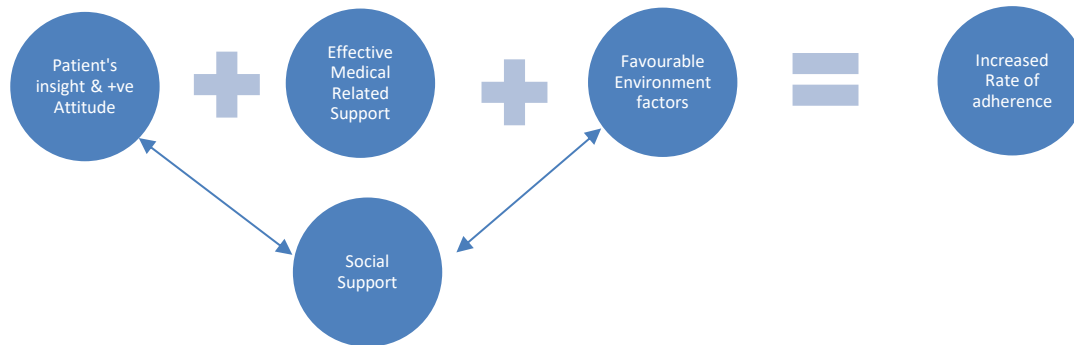 Patient's
insight & +ve
Attitude
Effective
Medical
Related
Support
Favourable
Environment
factors
Increased
Rate of
adherence
Social
Support